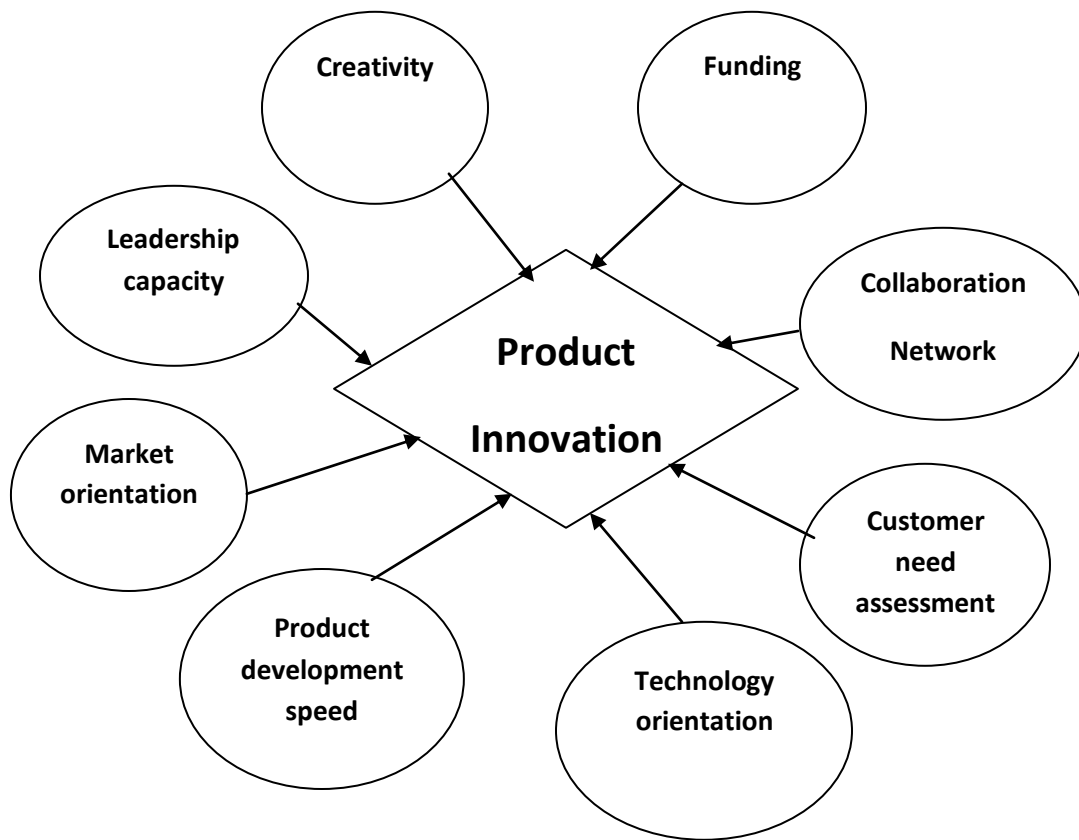 Creativity
Funding
Leadership
capacity
Collaboration
Network
Product
Innovation
Market
orientation
Customer
need
assessment
Product
development
speed
Technology
orientation